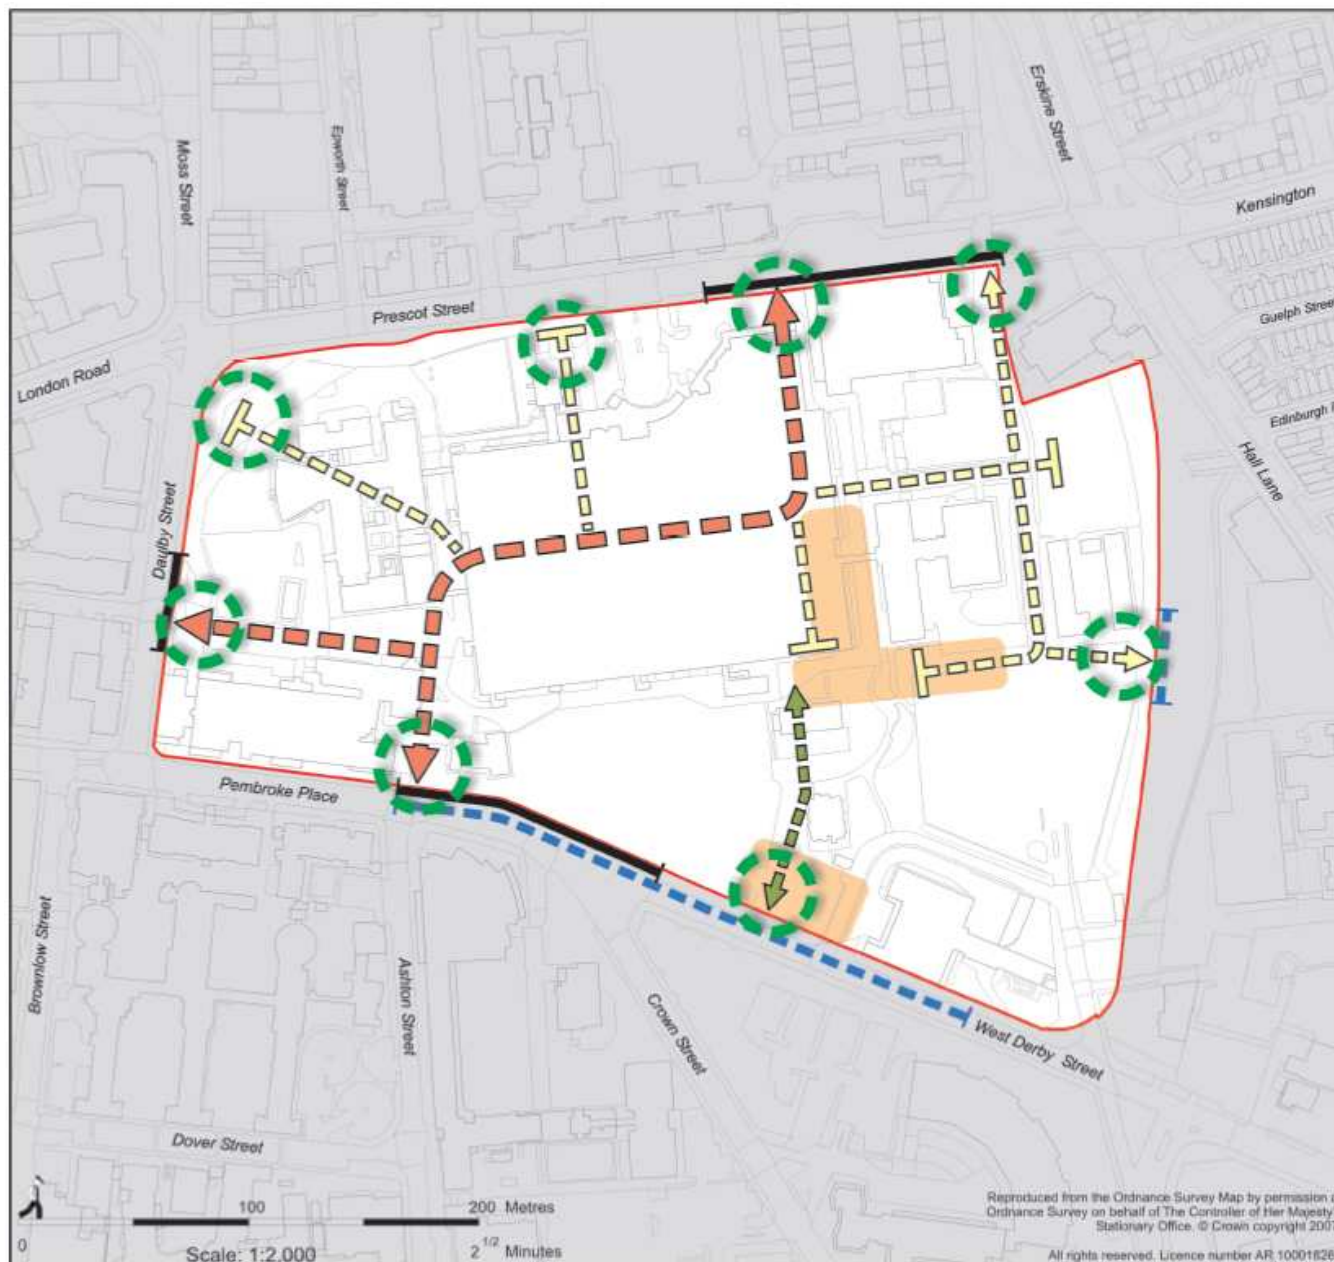 Erskine Street
Moss Street
Epworth Street
Kensington
Prescot Street
Guelph Stree
London Road
Edinburgh
Hall Lane
Daulby Street
Pembroke Place
Brownlow Street
Ashton Street
Crown Street
West Derby Street
Dover Street
100
200 Metres
0
Scale: 1:2,000
2 1/2 Minutes
Reproduced from the Ordnance Survey Map by permission
Ordnance Survey on behalf of The Controller of Her Majesty
Stationary Office. © Crown copyright 2007
All rights reserved. Licence number AR 10001826